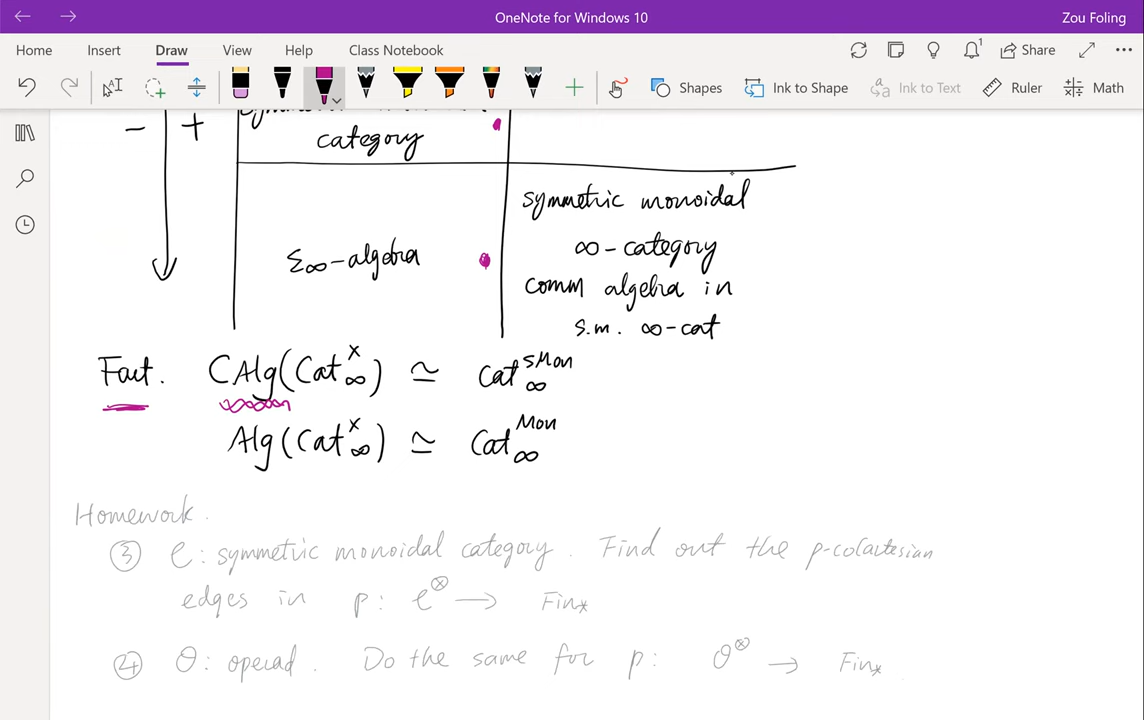 OneNote for Windows 10
Zou Foling
Home Insert Draw View Help Class Notebook
1 Share
Shapes Ink to Shape Ink to Text Ruler Math
- +
category
symmetric monoidal
∞-category
Σ∞-algebra
comm algebra in
s.m. ∞-cat
Fact. CAlg(Cat∞^×) ≃ Cat∞^SMon
Alg(Cat∞^×) ≃ Cat∞^Mon
Homework.
③ C: symmetric monoidal category. Find out the p-coCartesian
edges in p: C^⊗ → Fin*
④ O: operad. Do the same for p: O^⊗ → Fin*